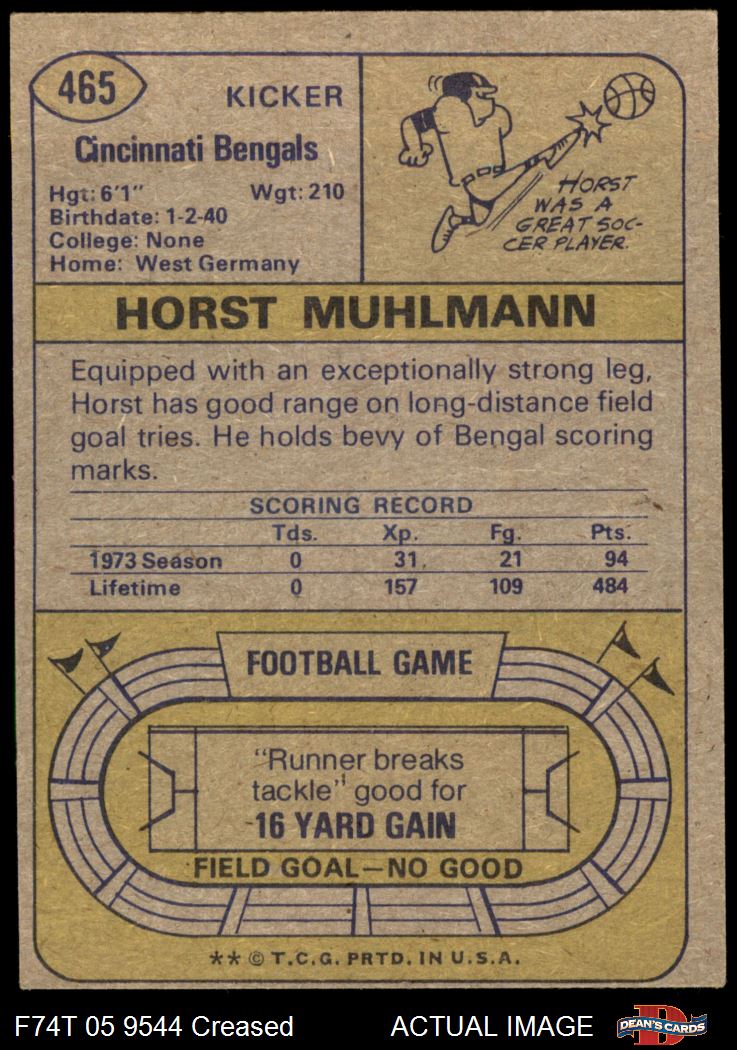 465
KICKER
Cincinnati Bengals
Hgt: 6'1" Wgt: 210
Birthdate: 1-2-40
College: None
Home: West Germany
HORST
WAS A
GREAT SOC-
CER PLAYER.
HORST MUHLMANN
Equipped with an exceptionally strong leg,
Horst has good range on long-distance field
goal tries. He holds bevy of Bengal scoring
marks.
SCORING RECORD
Tds. Xp. Fg. Pts.
1973 Season 0 31 21 94
Lifetime 0 157 109 484
FOOTBALL GAME
"Runner breaks
tackle" good for
16 YARD GAIN
FIELD GOAL—NO GOOD
** © T.C.G. PRTD. IN U.S.A.
F74T 05 9544 Creased ACTUAL IMAGE
D
DEAN'S CARDS